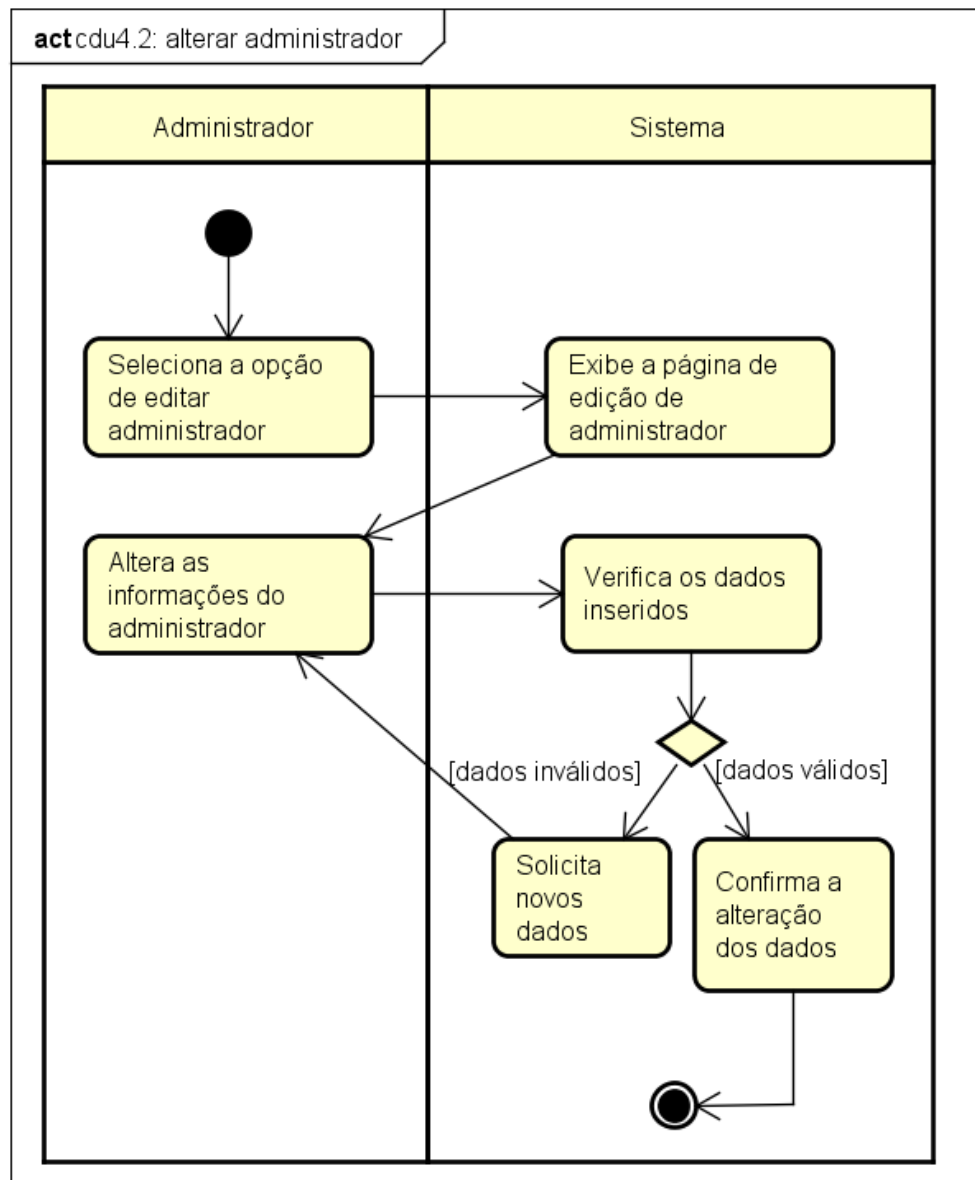 act cdu4.2: alterar administrador
Administrador
Sistema
Seleciona a opção
de editar
administrador
Exibe a página de
edição de
administrador
Altera as
informações do
administrador
Verifica os dados
inseridos
[dados inválidos]
[dados válidos]
Solicita
novos
dados
Confirma a
alteração
dos dados